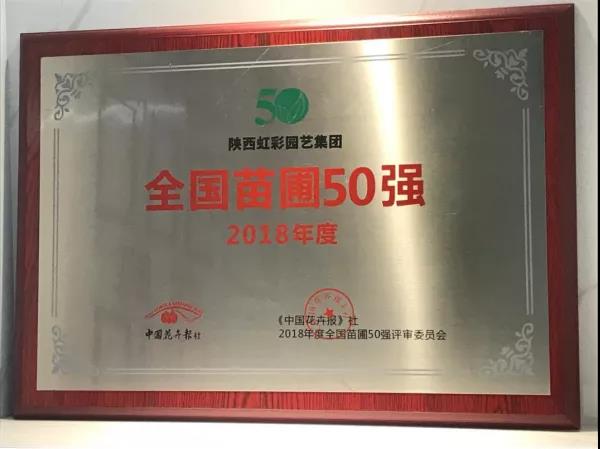 50
陕西虹彩园艺集团
全国苗圃50强
2018年度
中国花卉报社
《中国花卉报》社
2018年度全国苗圃50强评审委员会